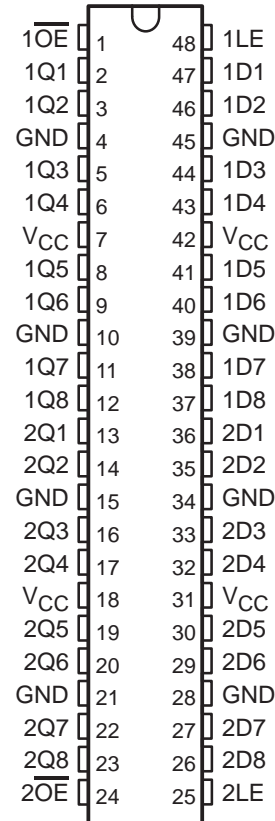 1O̅E̅ 1 48 1LE
1Q1 2 47 1D1
1Q2 3 46 1D2
GND 4 45 GND
1Q3 5 44 1D3
1Q4 6 43 1D4
VCC 7 42 VCC
1Q5 8 41 1D5
1Q6 9 40 1D6
GND 10 39 GND
1Q7 11 38 1D7
1Q8 12 37 1D8
2Q1 13 36 2D1
2Q2 14 35 2D2
GND 15 34 GND
2Q3 16 33 2D3
2Q4 17 32 2D4
VCC 18 31 VCC
2Q5 19 30 2D5
2Q6 20 29 2D6
GND 21 28 GND
2Q7 22 27 2D7
2Q8 23 26 2D8
2O̅E̅ 24 25 2LE